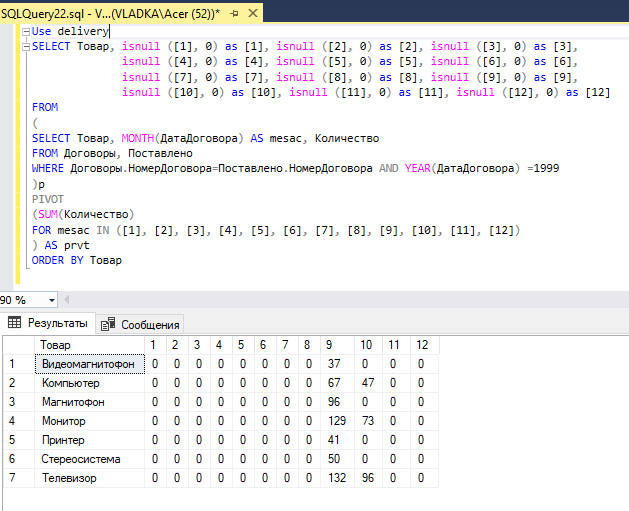 SQLQuery22.sql - V...(VLADKA\Acer (52))*
Use delivery
SELECT Товар, isnull ([1], 0) as [1], isnull ([2], 0) as [2], isnull ([3], 0) as [3],
isnull ([4], 0) as [4], isnull ([5], 0) as [5], isnull ([6], 0) as [6],
isnull ([7], 0) as [7], isnull ([8], 0) as [8], isnull ([9], 0) as [9],
isnull ([10], 0) as [10], isnull ([11], 0) as [11], isnull ([12], 0) as [12]
FROM
(
SELECT Товар, MONTH(ДатаДоговора) AS mesac, Количество
FROM Договоры, Поставлено
WHERE Договоры.НомерДоговора=Поставлено.НомерДоговора AND YEAR(ДатаДоговора) =1999
)p
PIVOT
(SUM(Количество)
FOR mesac IN ([1], [2], [3], [4], [5], [6], [7], [8], [9], [10], [11], [12])
) AS prvt
ORDER BY Товар
90 %
Результаты Сообщения
Товар 1 2 3 4 5 6 7 8 9 10 11 12
1 Видеомагнитофон 0 0 0 0 0 0 0 0 37 0 0 0
2 Компьютер 0 0 0 0 0 0 0 0 67 47 0 0
3 Магнитофон 0 0 0 0 0 0 0 0 96 0 0 0
4 Монитор 0 0 0 0 0 0 0 0 129 73 0 0
5 Принтер 0 0 0 0 0 0 0 0 41 0 0 0
6 Стереосистема 0 0 0 0 0 0 0 0 50 0 0 0
7 Телевизор 0 0 0 0 0 0 0 0 132 96 0 0